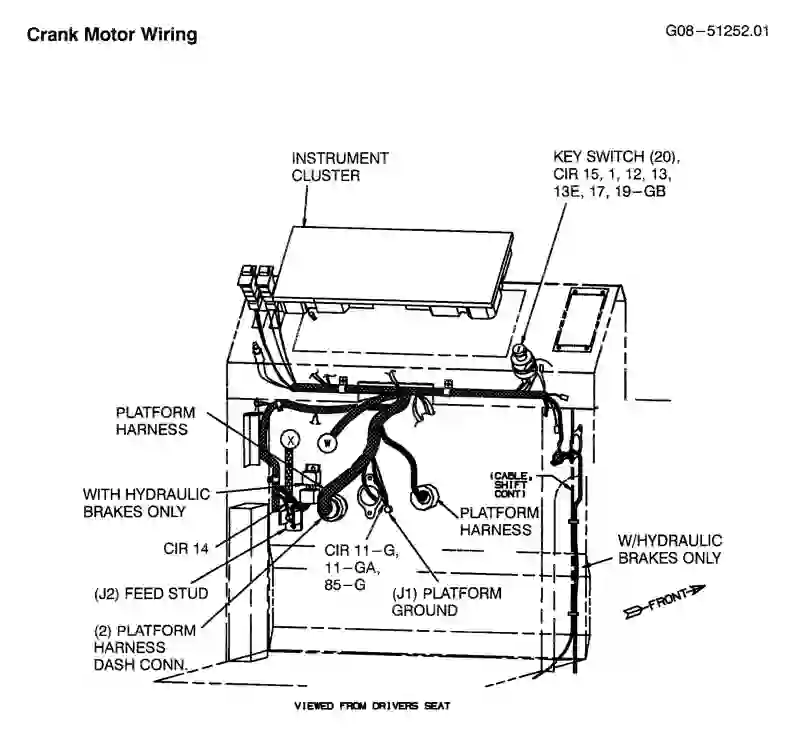 Crank Motor Wiring
G08-51252.01
INSTRUMENT
CLUSTER
KEY SWITCH (20),
CIR 15, 1, 12, 13,
13E, 17, 19-GB
PLATFORM
HARNESS
X
W
(CABLE,
SHIFT
CONT)
WITH HYDRAULIC
BRAKES ONLY
PLATFORM
HARNESS
CIR 14
CIR 11-G,
11-GA,
85-G
W/HYDRAULIC
BRAKES ONLY
(J2) FEED STUD
(J1) PLATFORM
GROUND
FRONT
(2) PLATFORM
HARNESS
DASH CONN.
VIEWED FROM DRIVERS SEAT